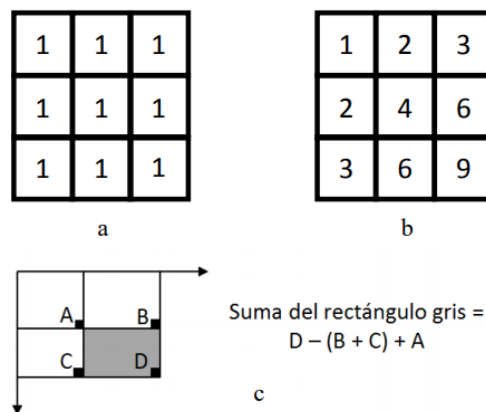 1 1 1
1 1 1
1 1 1
a
1 2 3
2 4 6
3 6 9
b
A B
C D
Suma del rectángulo gris =
D – (B + C) + A
c